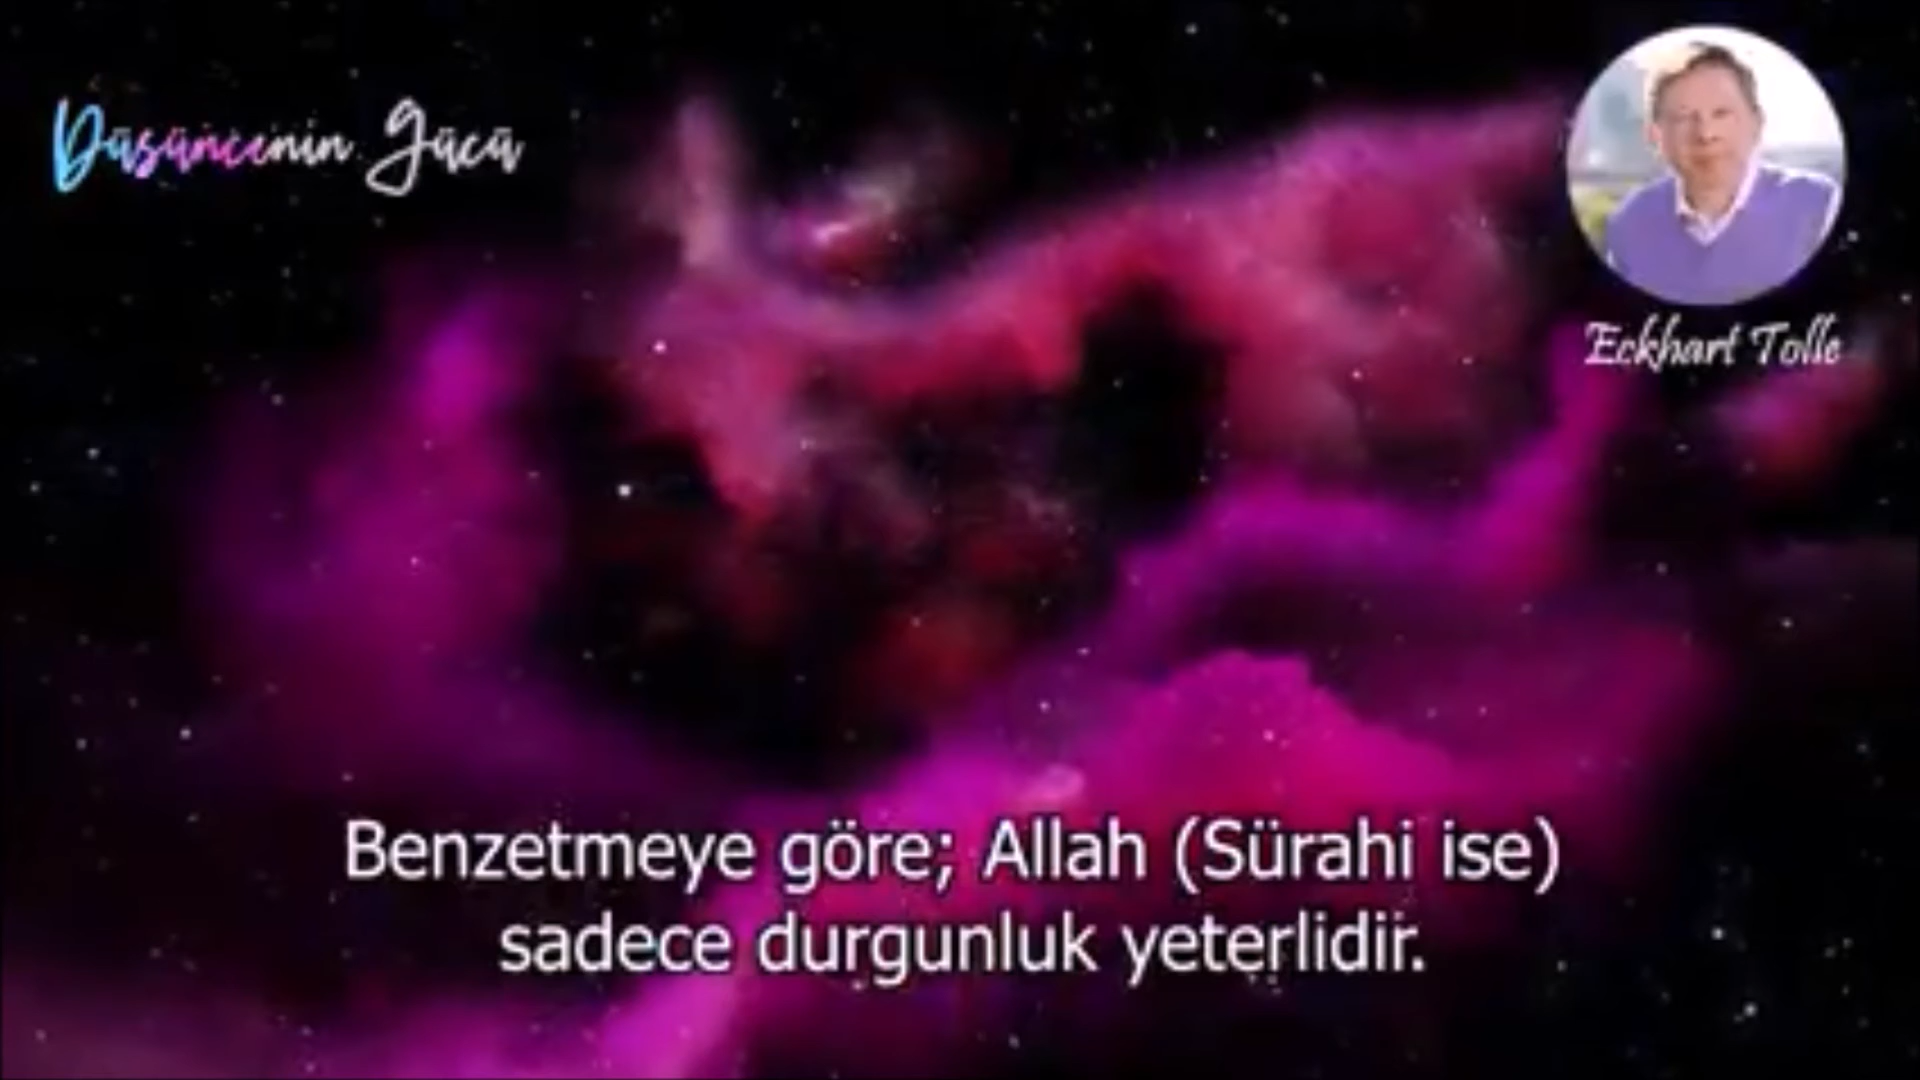 Düşüncenin Gücü
Eckhart Tolle
Benzetmeye göre; Allah (Sürahi ise)
sadece durgunluk yeterlidir.